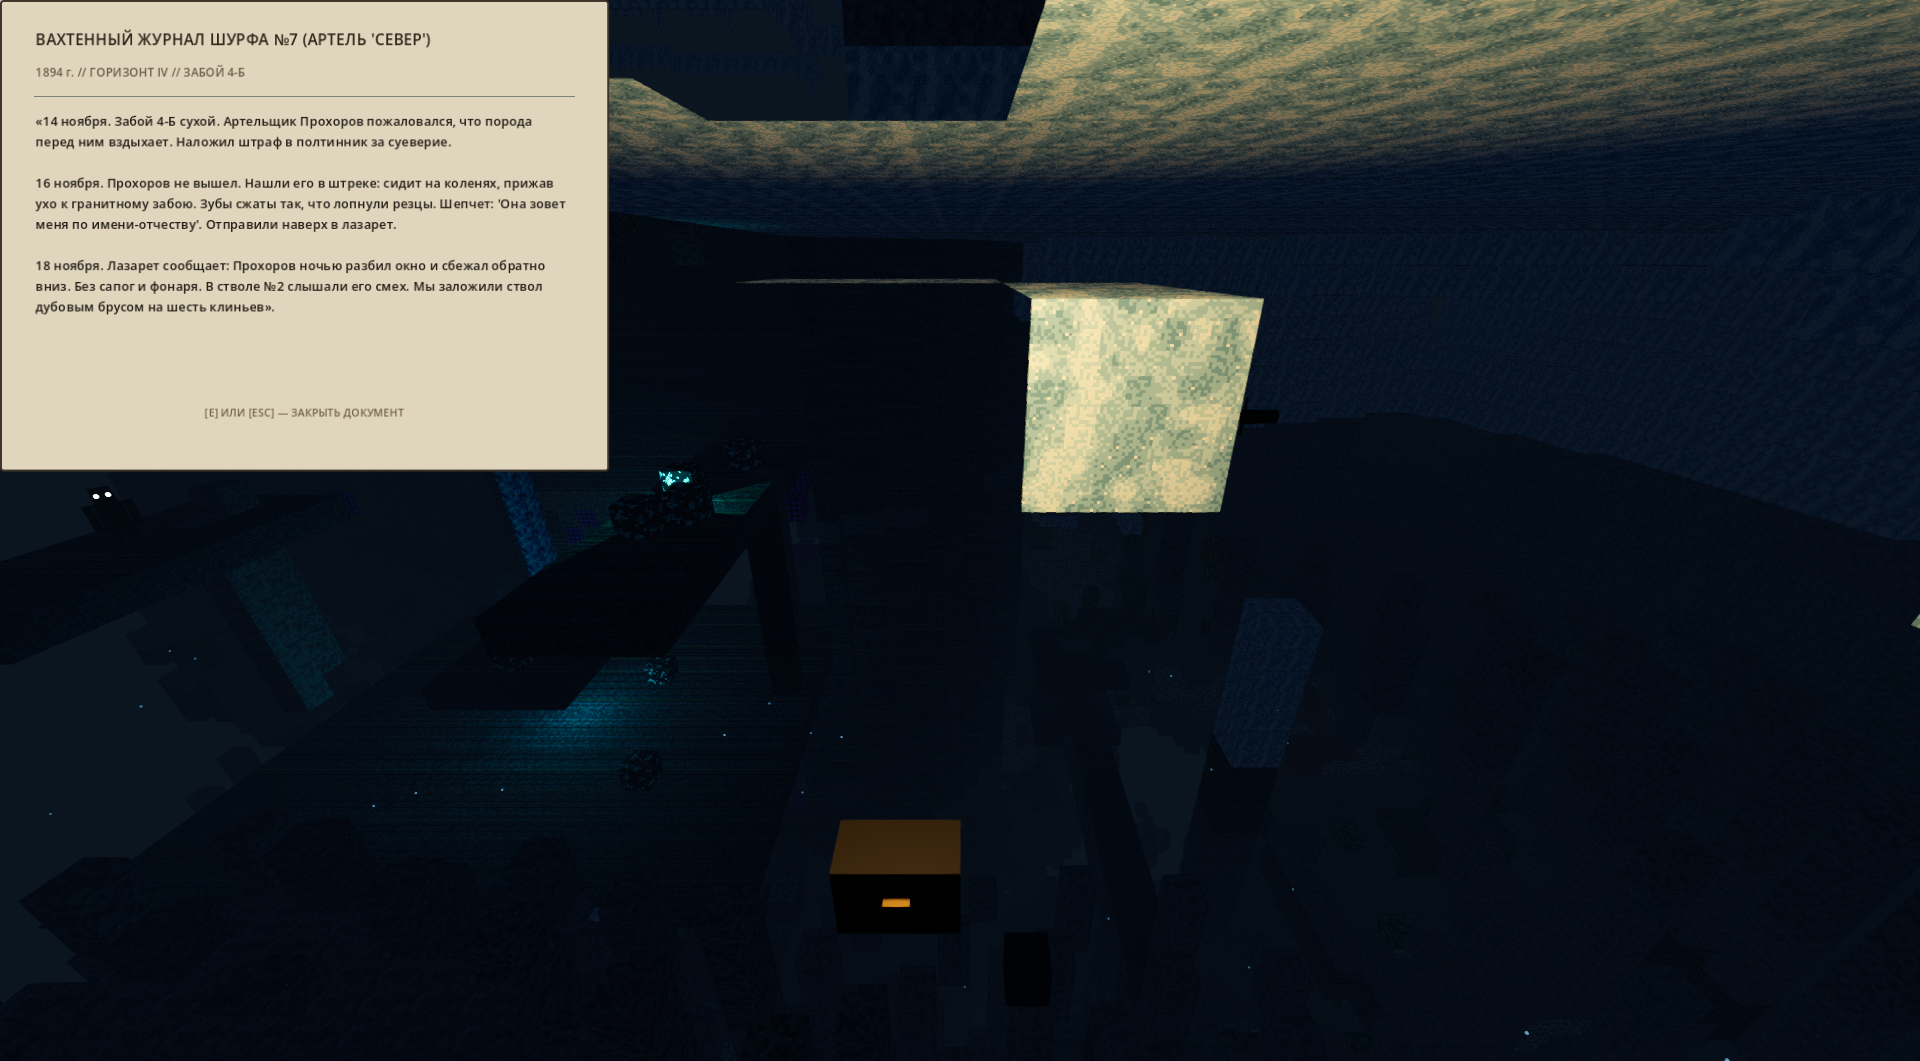 ВАХТЕННЫЙ ЖУРНАЛ ШУРФА №7 (АРТЕЛЬ 'СЕВЕР')
1894 г. // ГОРИЗОНТ IV // ЗАБОЙ 4-Б
«14 ноября. Забой 4-Б сухой. Артельщик Прохоров пожаловался, что порода
перед ним вздыхает. Наложил штраф в полтинник за суеверие.
16 ноября. Прохоров не вышел. Нашли его в штреке: сидит на коленях, прижав
ухо к гранитному забою. Зубы сжаты так, что лопнули резцы. Шепчет: 'Она зовет
меня по имени-отчеству'. Отправили наверх в лазарет.
18 ноября. Лазарет сообщает: Прохоров ночью разбил окно и сбежал обратно
вниз. Без сапог и фонаря. В стволе №2 слышали его смех. Мы заложили ствол
дубовым брусом на шесть клиньев».
[E] ИЛИ [ESC] — ЗАКРЫТЬ ДОКУМЕНТ